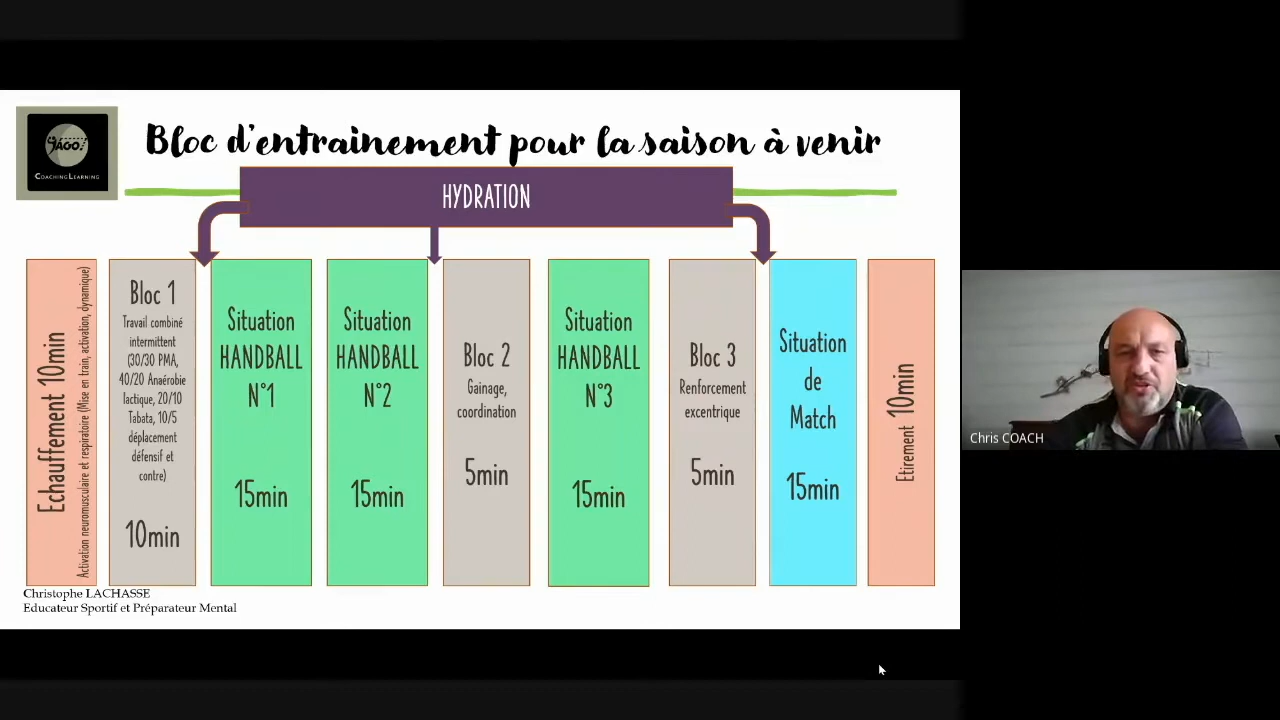 JAGO!
COACHINGLEARNING
Bloc d'entrainement pour la saison à venir
HYDRATION
Echauffement 10min
Activation neuromusculaire et respiratoire (Mise en train, activation, dynamique)
Bloc 1
Travail combiné
intermittent
(30/30 PMA,
40/20 Anaérobie
lactique, 20/10
Tabata, 10/5
déplacement
défensif et
contre)
10min
Situation
HANDBALL
N°1
15min
Situation
HANDBALL
N°2
15min
Bloc 2
Gainage,
coordination
5min
Situation
HANDBALL
N°3
15min
Bloc 3
Renforcement
excentrique
5min
Situation
de
Match
15min
Etirement 10min
Christophe LACHASSE
Educateur Sportif et Préparateur Mental
Chris COACH